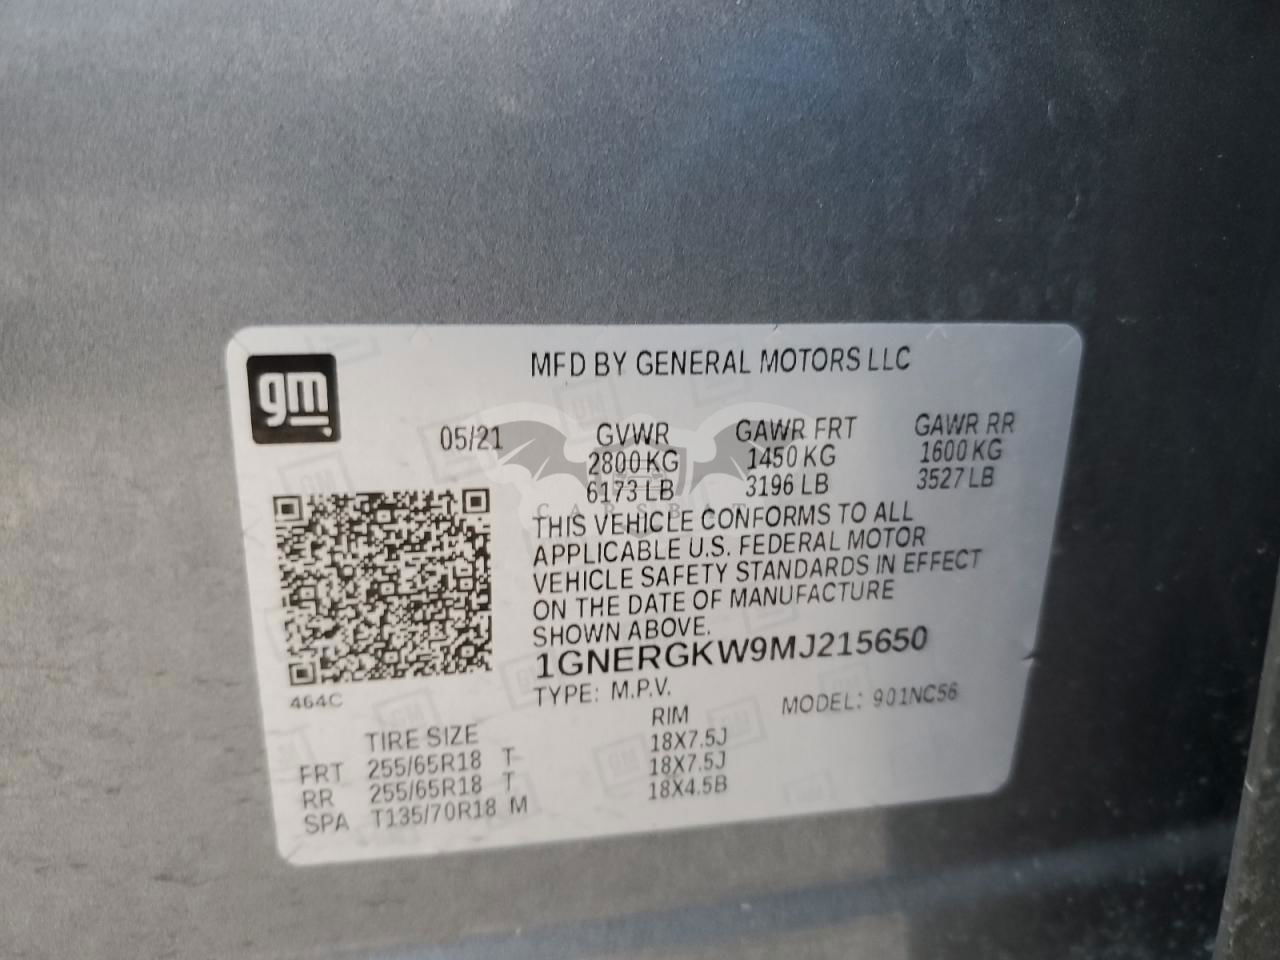 gm
MFD BY GENERAL MOTORS LLC
05/21 GVWR GAWR FRT GAWR RR
2800 KG 1450 KG 1600 KG
6173 LB 3196 LB 3527 LB
CARSBAT
THIS VEHICLE CONFORMS TO ALL
APPLICABLE U.S. FEDERAL MOTOR
VEHICLE SAFETY STANDARDS IN EFFECT
ON THE DATE OF MANUFACTURE
SHOWN ABOVE.
1GNERGKW9MJ215650
464C
TYPE: M.P.V. MODEL: 901NC56
TIRE SIZE RIM
FRT 255/65R18 T 18X7.5J
RR 255/65R18 T 18X7.5J
SPA T135/70R18 M 18X4.5B